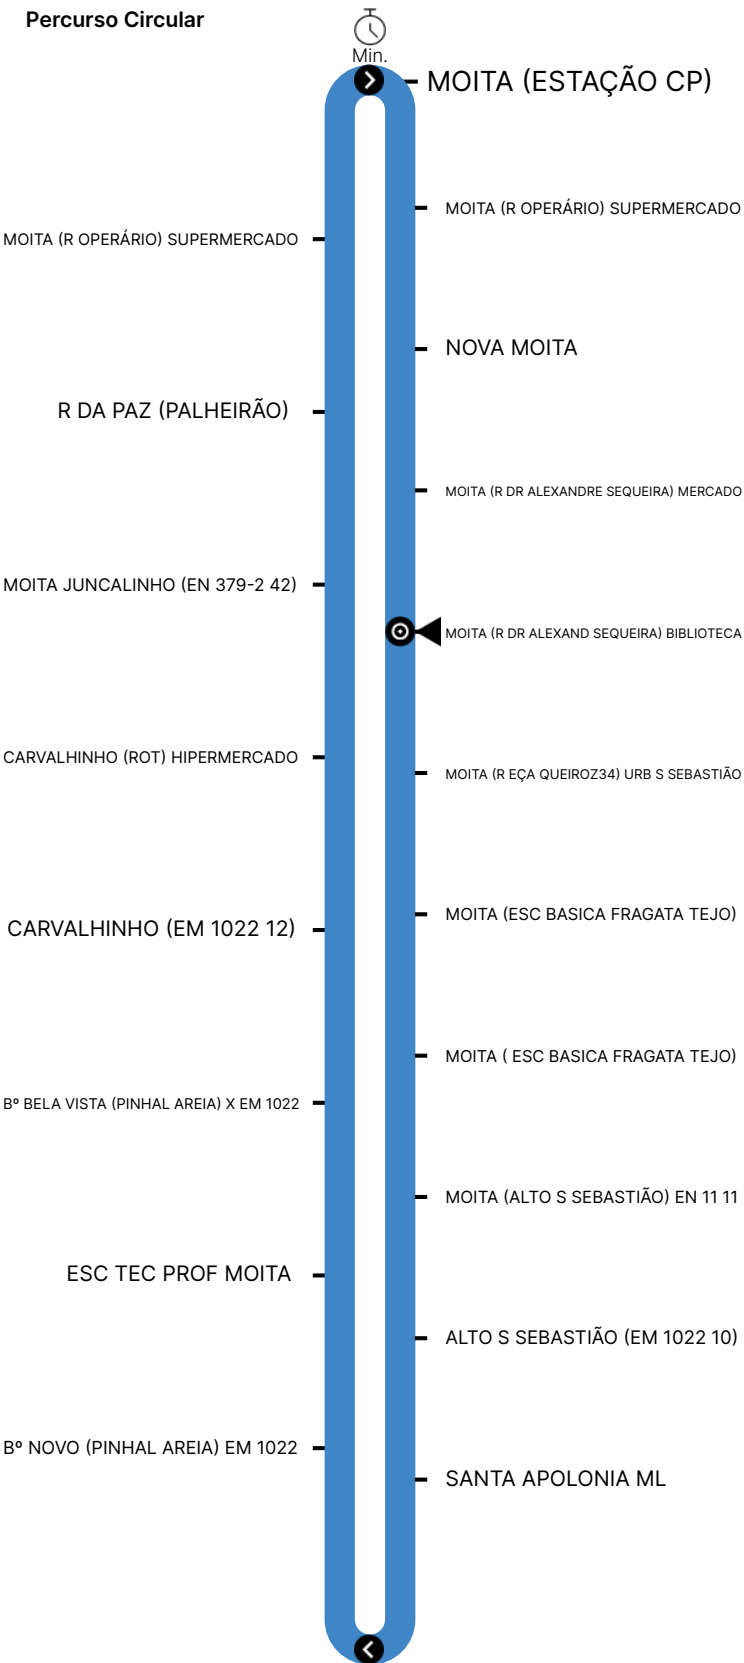 Percurso Circular
Min.
MOITA (ESTAÇÃO CP)
MOITA (R OPERÁRIO) SUPERMERCADO
MOITA (R OPERÁRIO) SUPERMERCADO
NOVA MOITA
R DA PAZ (PALHEIRÃO)
MOITA (R DR ALEXANDRE SEQUEIRA) MERCADO
MOITA JUNCALINHO (EN 379-2 42)
MOITA (R DR ALEXAND SEQUEIRA) BIBLIOTECA
CARVALHINHO (ROT) HIPERMERCADO
MOITA (R EÇA QUEIROZ34) URB S SEBASTIÃO
MOITA (ESC BASICA FRAGATA TEJO)
CARVALHINHO (EM 1022 12)
MOITA ( ESC BASICA FRAGATA TEJO)
Bº BELA VISTA (PINHAL AREIA) X EM 1022
MOITA (ALTO S SEBASTIÃO) EN 11 11
ESC TEC PROF MOITA
ALTO S SEBASTIÃO (EM 1022 10)
Bº NOVO (PINHAL AREIA) EM 1022
SANTA APOLONIA ML